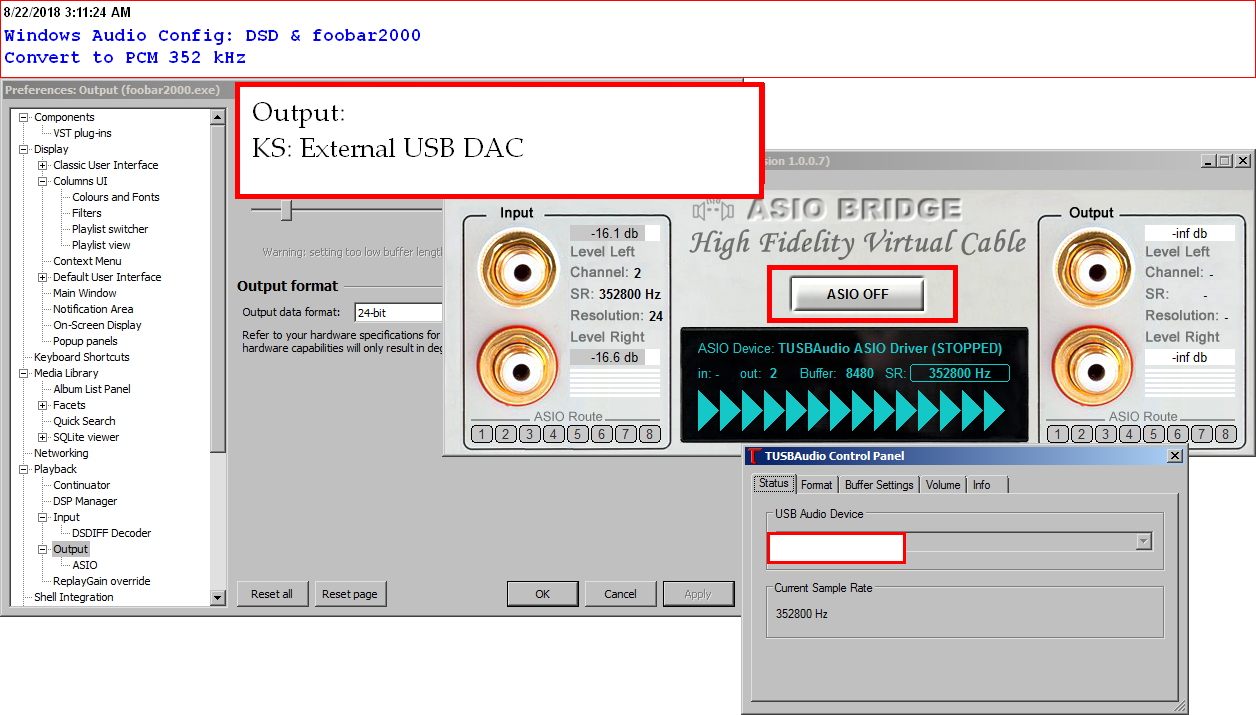 8/22/2018 3:11:24 AM
Windows Audio Config: DSD & foobar2000
Convert to PCM 352 kHz
Preferences: Output (foobar2000.exe)
Components
VST plug-ins
Display
Classic User Interface
Columns UI
Colours and Fonts
Filters
Playlist switcher
Playlist view
Context Menu
Default User Interface
Main Window
Notification Area
On-Screen Display
Popup panels
Keyboard Shortcuts
Media Library
Album List Panel
Facets
Quick Search
SQLite viewer
Networking
Playback
Continuator
DSP Manager
Input
DSDIFF Decoder
Output
ASIO
ReplayGain override
Shell Integration
Output:
KS: External USB DAC
Warning: setting too low buffer length
Output format
Output data format: 24-bit
Refer to your hardware specifications for
hardware capabilities will only result in deg
Reset all
Reset page
OK
Cancel
Apply
sion 1.0.0.7)
Input
-16.1 db
Level Left
Channel: 2
SR: 352800 Hz
Resolution: 24
Level Right
-16.6 db
ASIO Route
1 2 3 4 5 6 7 8
ASIO BRIDGE
High Fidelity Virtual Cable
ASIO OFF
ASIO Device: TUSBAudio ASIO Driver (STOPPED)
in: - out: 2 Buffer: 8480 SR: 352800 Hz
Output
-inf db
Level Left
Channel: -
SR: -
Resolution: -
Level Right
-inf db
ASIO Route
1 2 3 4 5 6 7 8
TUSBAudio Control Panel
Status Format Buffer Settings Volume Info
USB Audio Device
Current Sample Rate
352800 Hz